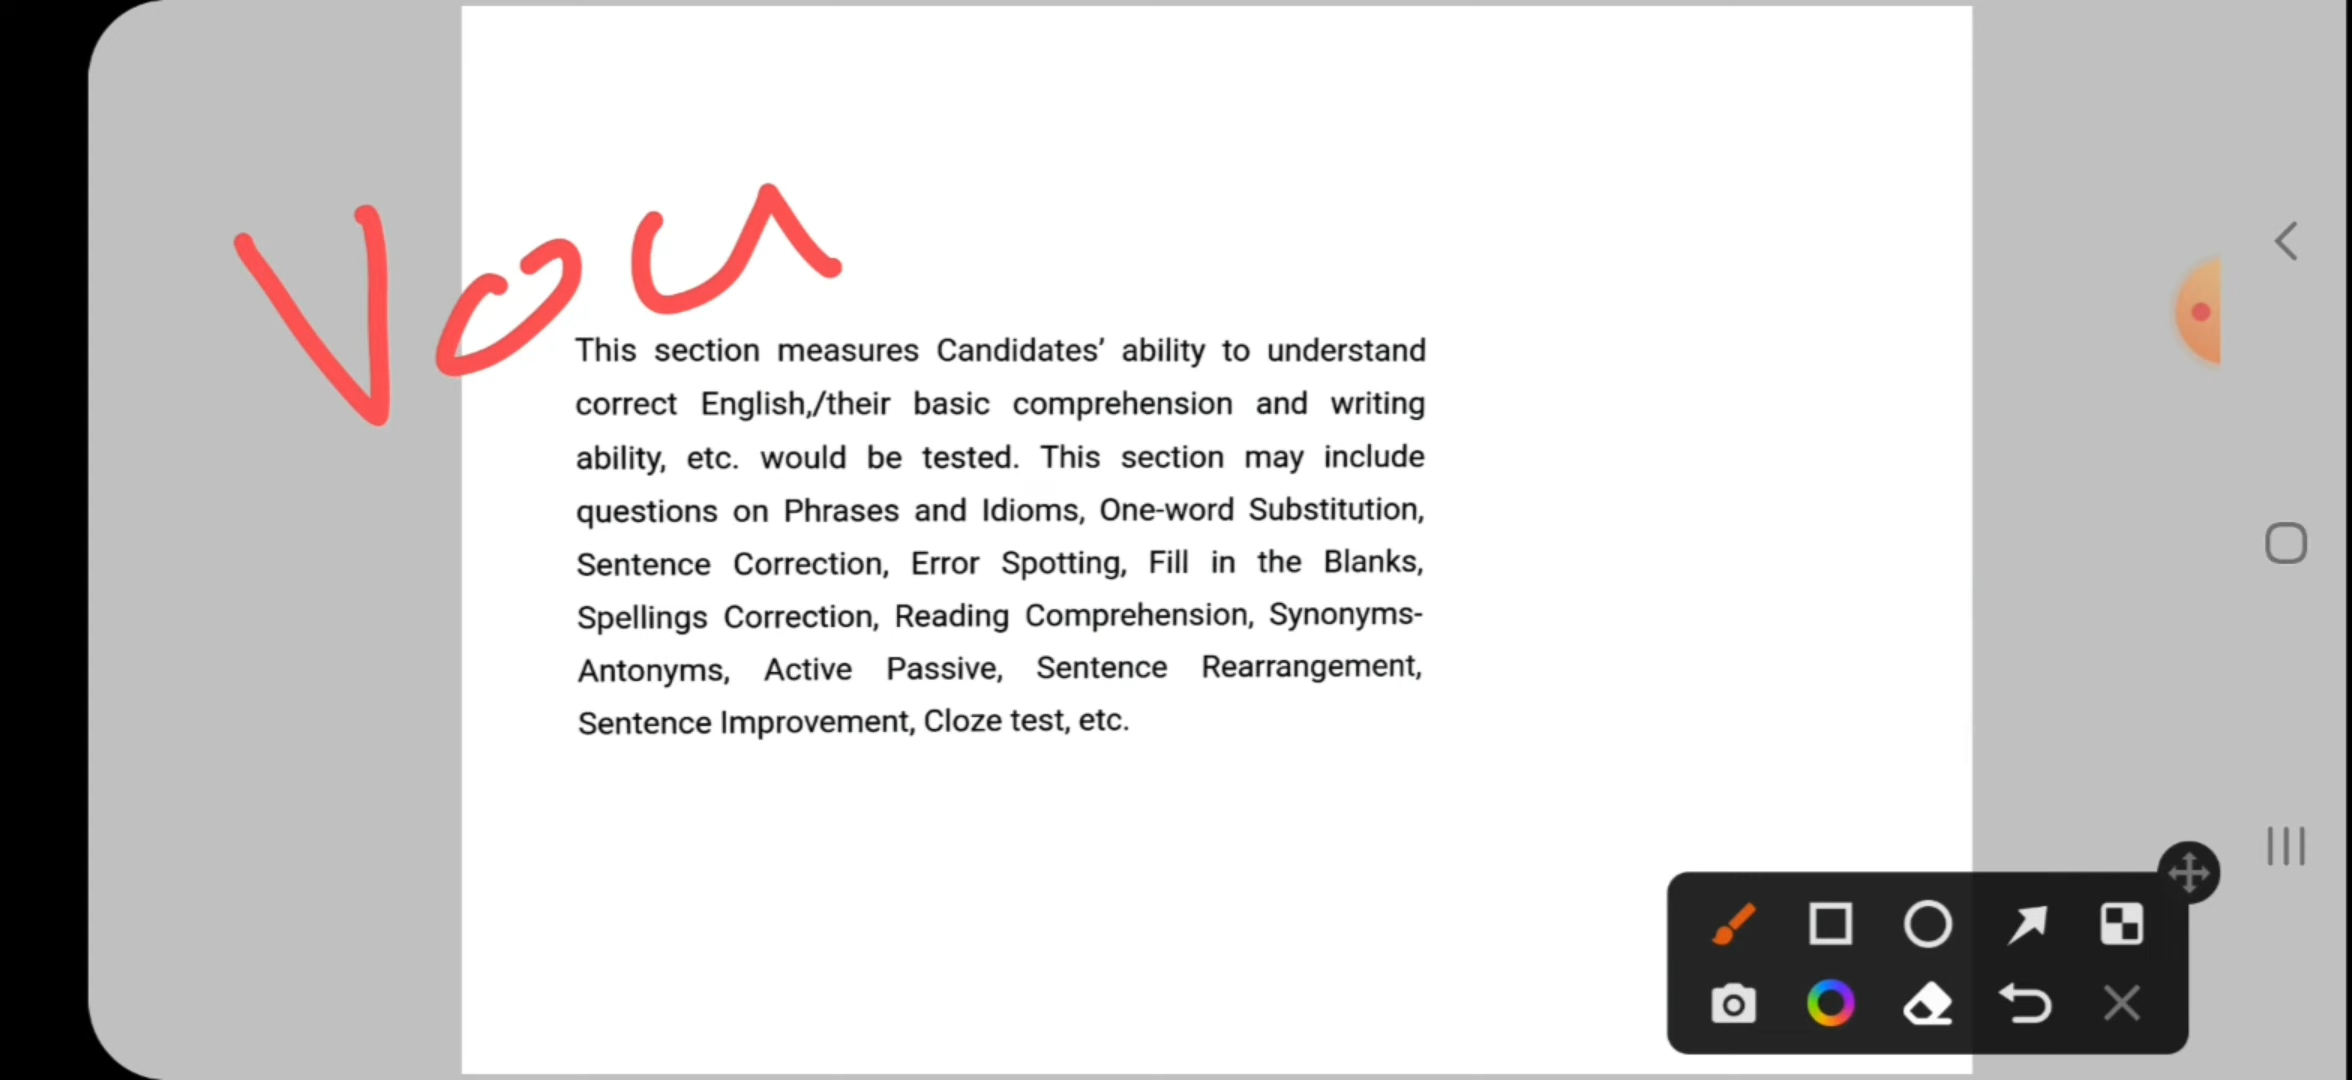 Voca
This section measures Candidates’ ability to understand
correct English,/their basic comprehension and writing
ability, etc. would be tested. This section may include
questions on Phrases and Idioms, One-word Substitution,
Sentence Correction, Error Spotting, Fill in the Blanks,
Spellings Correction, Reading Comprehension, Synonyms-
Antonyms, Active Passive, Sentence Rearrangement,
Sentence Improvement, Cloze test, etc.